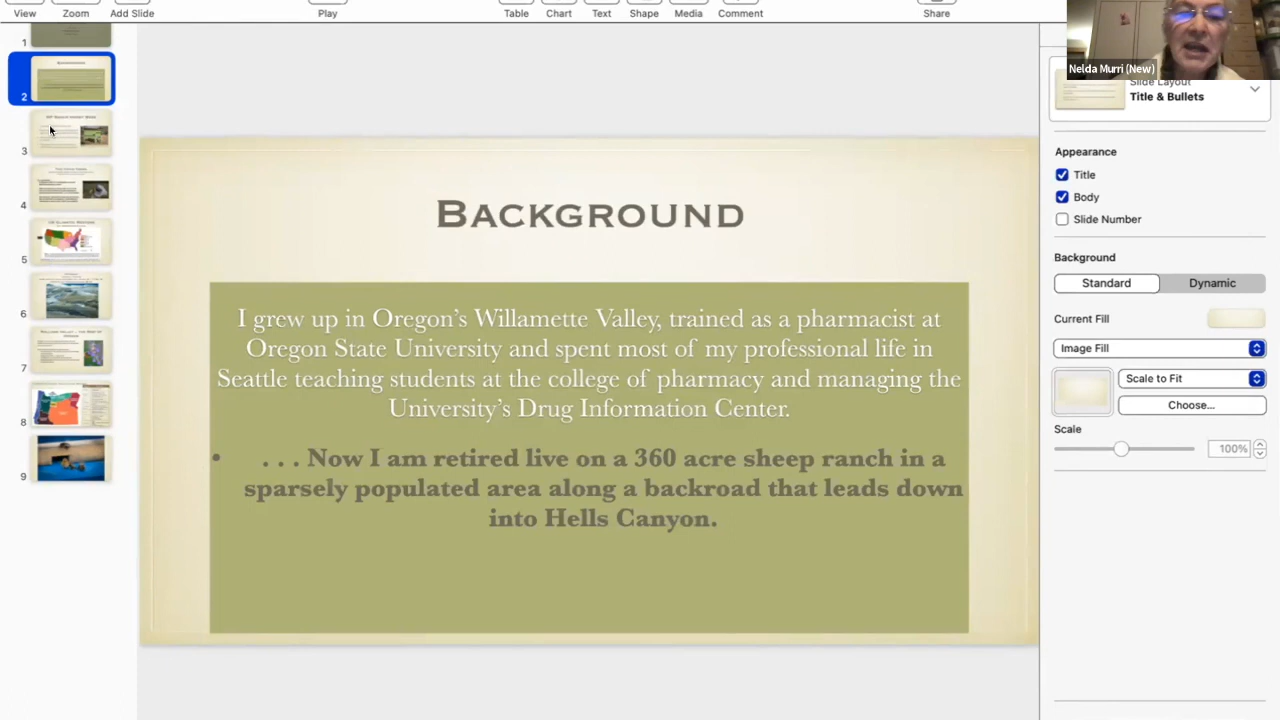 View Zoom Add Slide Play Table Chart Text Shape Media Comment Share
Nelda Murri (New)
Slide Layout
Title & Bullets
1
2
3
4
5
6
7
8
9
BACKGROUND
BACKGROUND
I grew up in Oregon’s Willamette Valley, trained as a pharmacist at
Oregon State University and spent most of my professional life in
Seattle teaching students at the college of pharmacy and managing the
University’s Drug Information Center.
• . . . Now I am retired live on a 360 acre sheep ranch in a
sparsely populated area along a backroad that leads down
into Hells Canyon.
Appearance
Title
Body
Slide Number
Background
Standard Dynamic
Current Fill
Image Fill
Scale to Fit
Choose...
Scale
100%